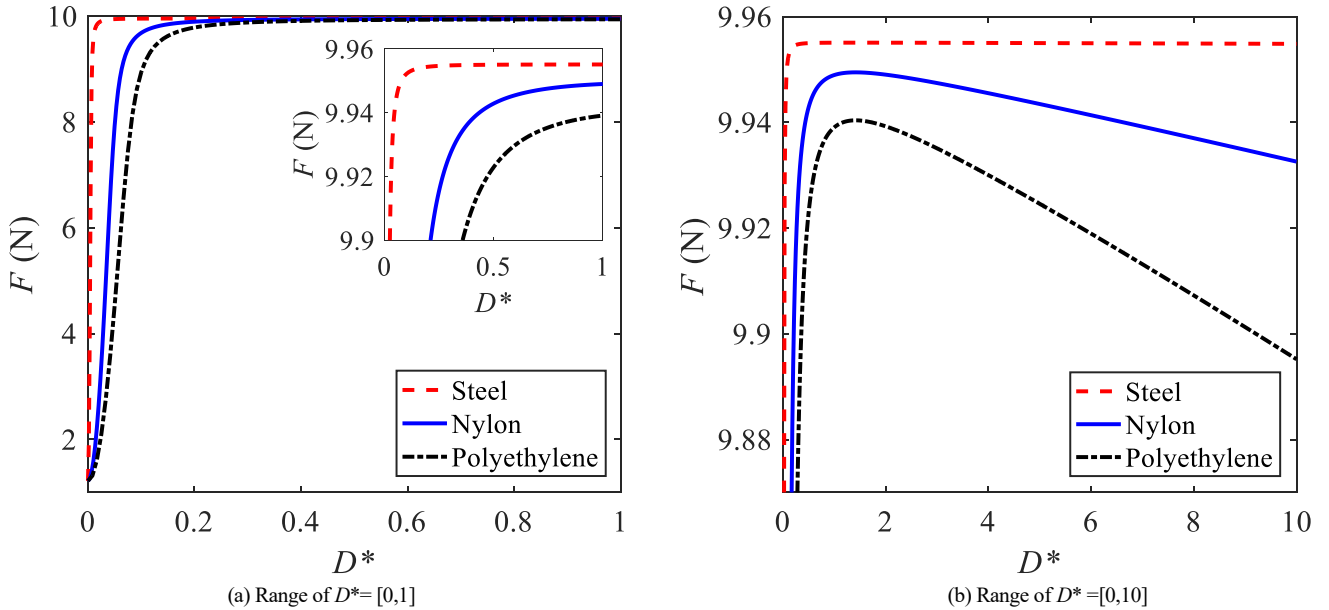 10
8
6
4
2
F (N)
0
0.2
0.4
0.6
0.8
1
D*
9.96
9.94
9.92
9.9
F (N)
0
0.5
1
D*
Steel
Nylon
Polyethylene
(a) Range of D*= [0,1]
9.96
9.94
9.92
9.9
9.88
F (N)
0
2
4
6
8
10
D*
Steel
Nylon
Polyethylene
(b) Range of D* =[0,10]